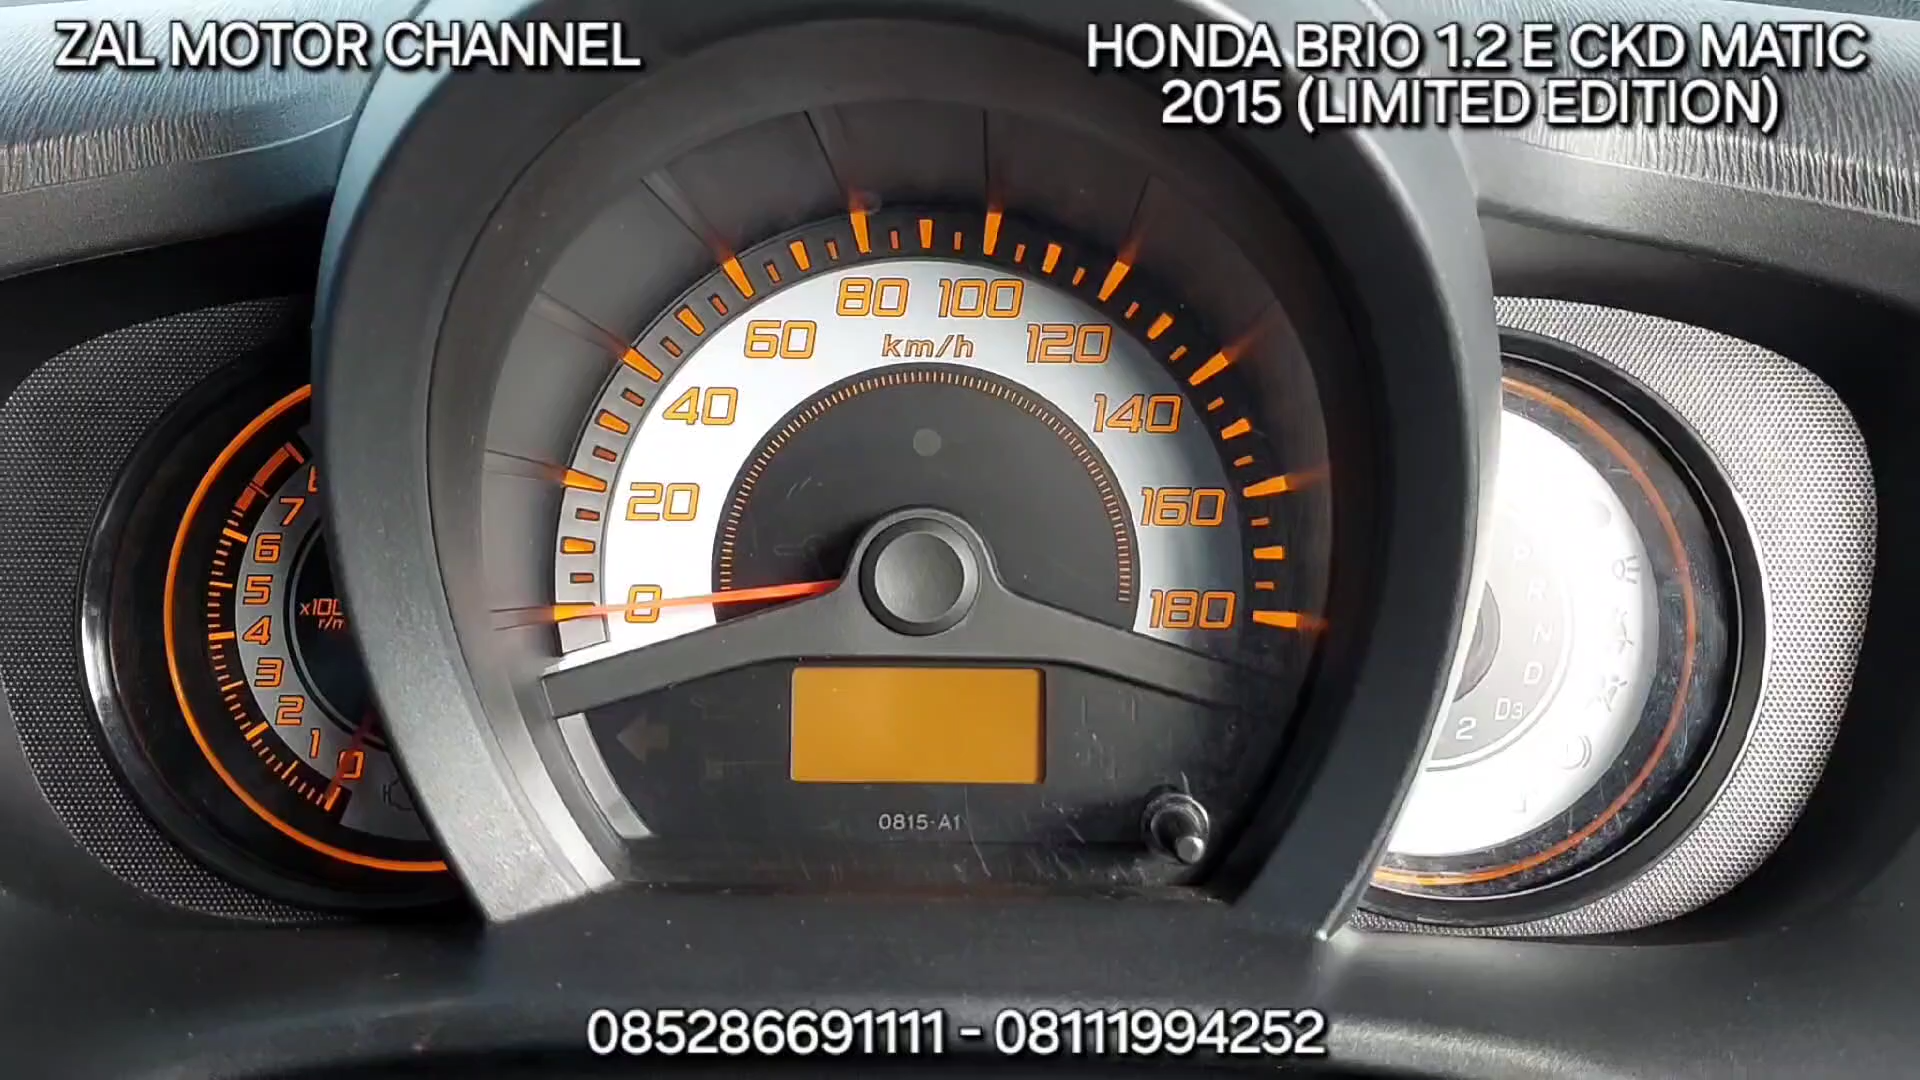 ZAL MOTOR CHANNEL
HONDA BRIO 1.2 E CKD MATIC
2015 (LIMITED EDITION)
80 100
60 km/h 120
40 140
20 160
0 180
7
6
5
4
3
2
1
0
r/m
P
R
N
D
D3
2
0815-A1
085286691111 - 08111994252